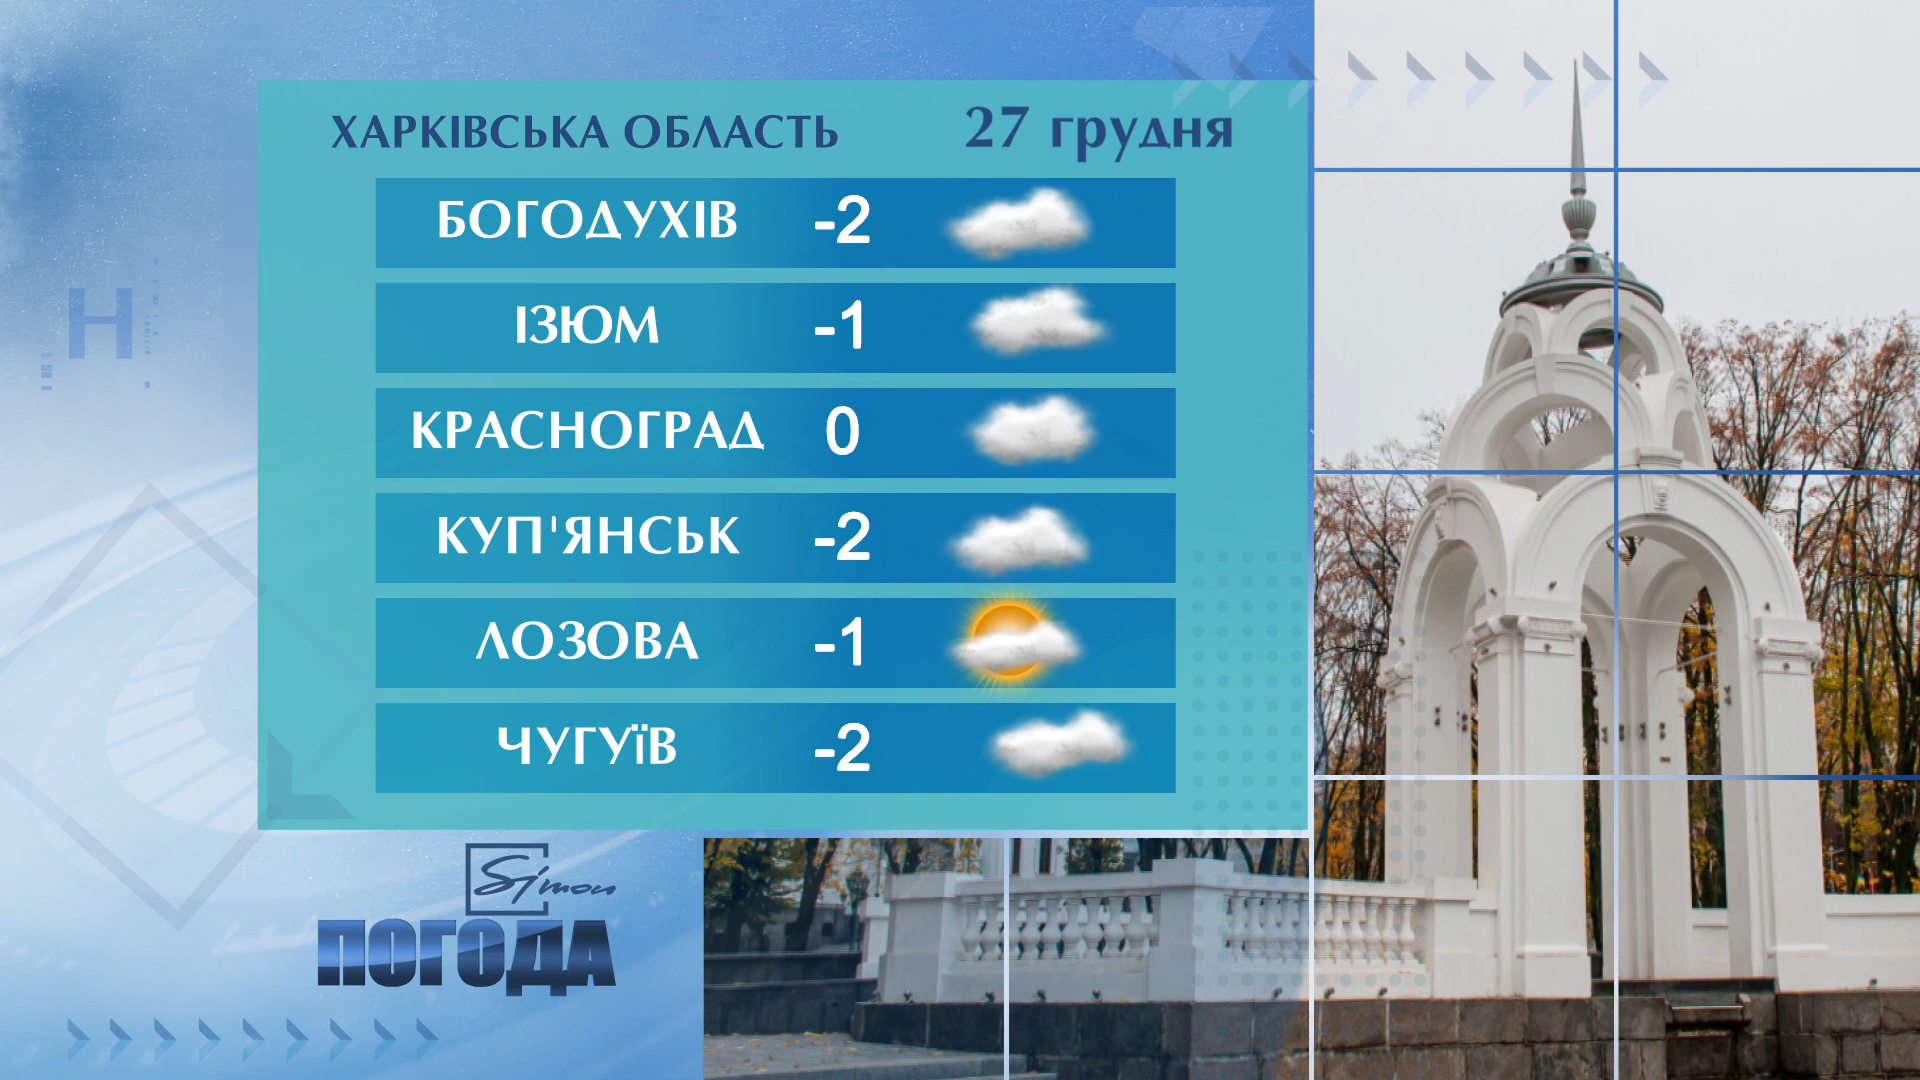 ХАРКІВСЬКА ОБЛАСТЬ 27 грудня
БОГОДУХІВ -2
ІЗЮМ -1
КРАСНОГРАД 0
КУП'ЯНСЬК -2
ЛОЗОВА -1
ЧУГУЇВ -2
Simon
ПОГОДА